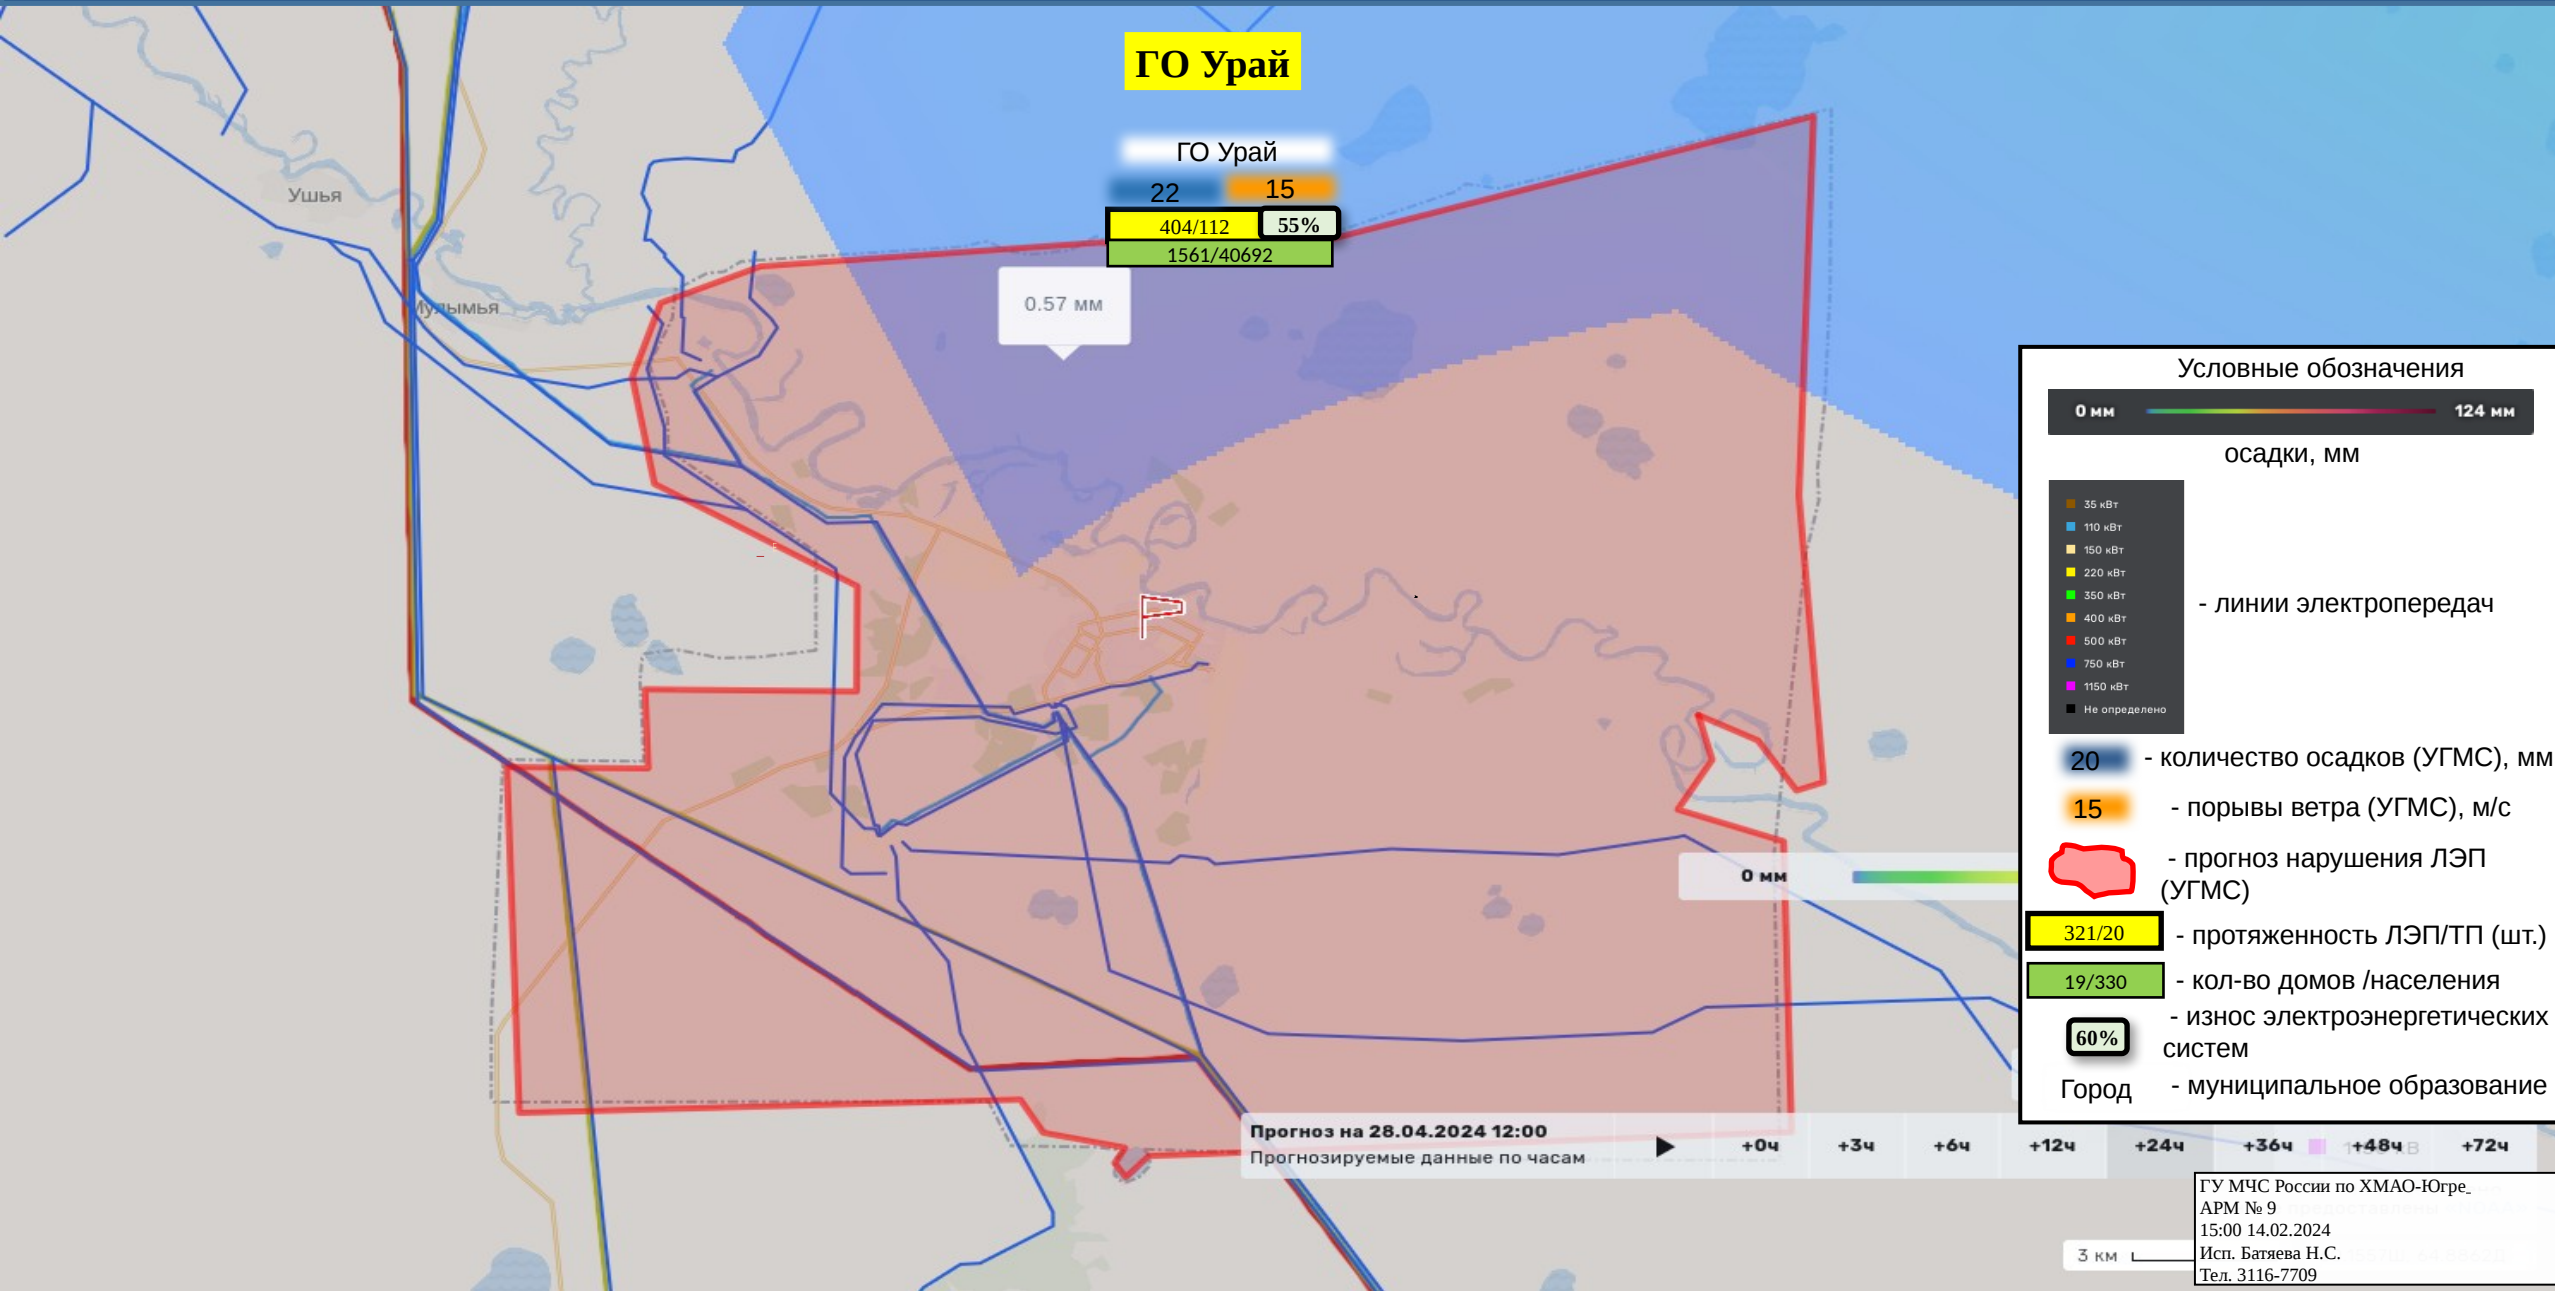 ГО Урай
ГО Урай
22 15
404/112 55%
1561/40692
0.57 мм
Ушья
Мулымья
Условные обозначения
0 мм 124 мм
осадки, мм
35 кВт
110 кВт
150 кВт
220 кВт
350 кВт
400 кВт
500 кВт
750 кВт
1150 кВт
Не определено
- линии электропередач
20 - количество осадков (УГМС), мм
15 - порывы ветра (УГМС), м/с
- прогноз нарушения ЛЭП
(УГМС)
321/20 - протяженность ЛЭП/ТП (шт.)
19/330 - кол-во домов /населения
60% - износ электроэнергетических
систем
Город - муниципальное образование
0 мм
Прогноз на 28.04.2024 12:00
Прогнозируемые данные по часам
+0ч +3ч +6ч +12ч +24ч +36ч +48ч +72ч
ГУ МЧС России по ХМАО-Югре
АРМ № 9
15:00 14.02.2024
Исп. Батяева Н.С.
Тел. 3116-7709
3 км